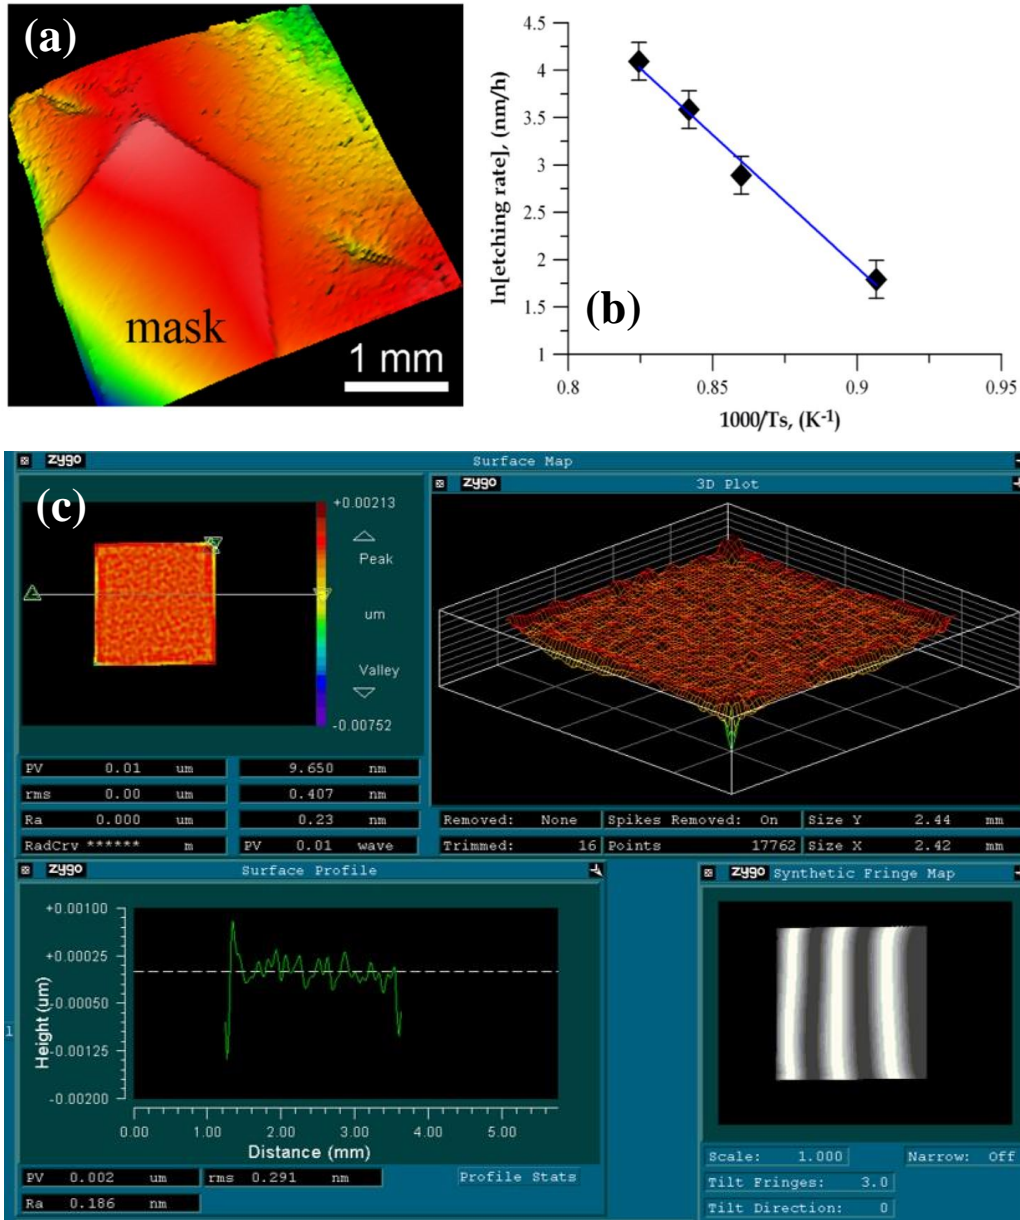 (a)
mask
1 mm
ln[etching rate], (nm/h)
4.5
4
3.5
3
2.5
2
1.5
1
0.8
0.85
0.9
0.95
1000/Ts, (K-1)
(b)
zygo
Surface Map
(c)
+0.00213
Peak
um
Valley
-0.00752
zygo
3D Plot
PV 0.01 um 9.650 nm
rms 0.00 um 0.407 nm
Ra 0.000 um 0.23 nm
RadCrv ****** m PV 0.01 wave
Removed: None Spikes Removed: On Size Y 2.44 mm
Trimmed: 16 Points 17762 Size X 2.42 mm
zygo
Surface Profile
Height (um)
+0.00100
+0.00025
-0.00050
-0.00125
-0.00200
0.00 1.00 2.00 3.00 4.00 5.00
Distance (mm)
PV 0.002 um rms 0.291 nm
Profile Stats
Ra 0.186 nm
zygo
Synthetic Fringe Map
Scale: 1.000
Narrow: Off
Tilt Fringes: 3.0
Tilt Direction: 0
1